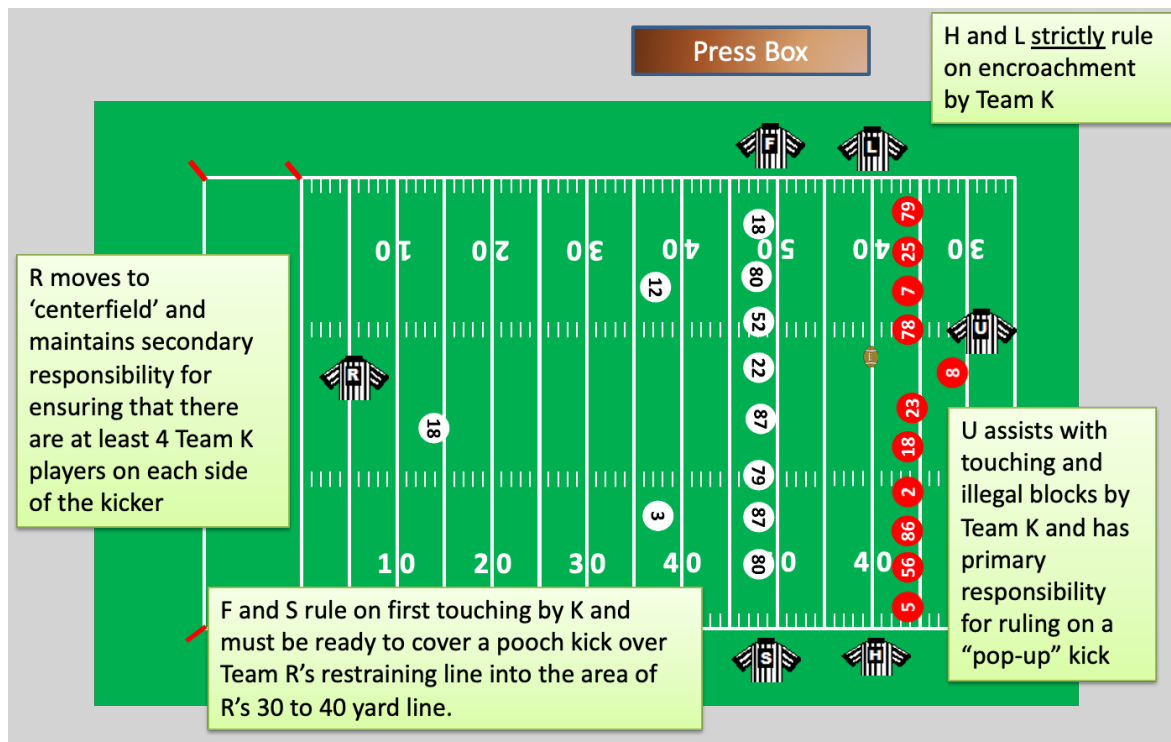 Press Box
H and L strictly rule
on encroachment
by Team K
F
L
79
18
25
10
20
30
40
50
40
30
80
12
7
R moves to
‘centerfield’ and
maintains secondary
responsibility for
ensuring that there
are at least 4 Team K
players on each side
of the kicker
52
78
U
22
8
R
18
87
23
18
79
2
3
87
86
U assists with
touching and
illegal blocks by
Team K and has
primary
responsibility
for ruling on a
“pop-up” kick
10
20
30
40
80
0
40
56
5
F and S rule on first touching by K and
must be ready to cover a pooch kick over
Team R’s restraining line into the area of
R’s 30 to 40 yard line.
S
H